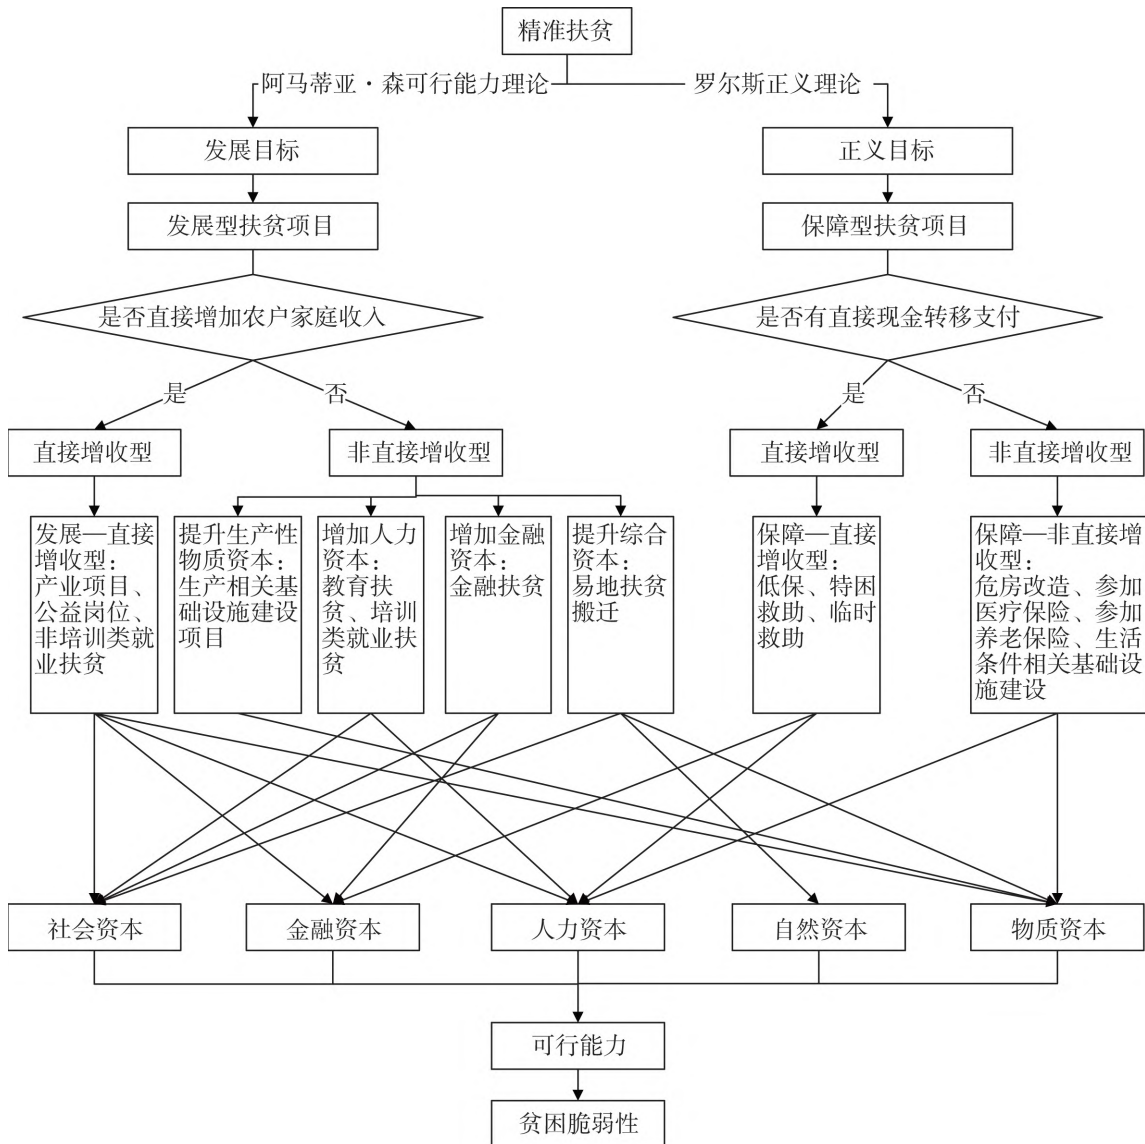 精准扶贫
阿马蒂亚·森可行能力理论
罗尔斯正义理论
发展目标
正义目标
发展型扶贫项目
保障型扶贫项目
是否直接增加农户家庭收入
是否有直接现金转移支付
是
否
是
否
直接增收型
非直接增收型
直接增收型
非直接增收型
发展—直接
增收型：
产业项目、
公益岗位、
非培训类就
业扶贫
提升生产性
物质资本：
生产相关基
础设施建设
项目
增加人力
资本：
教育扶
贫、培训
类就业扶
贫
增加金融
资本：
金融扶贫
提升综合
资本：
易地扶贫
搬迁
保障—直接
增收型：
低保、特困
救助、临时
救助
保障—非直接增
收型：
危房改造、参加
医疗保险、参加
养老保险、生活
条件相关基础设
施建设
社会资本
金融资本
人力资本
自然资本
物质资本
可行能力
贫困脆弱性